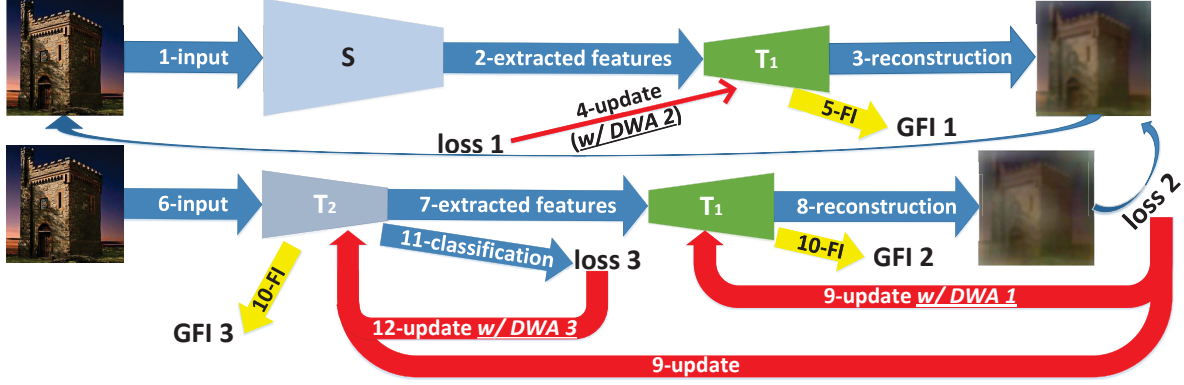 1-input
S
2-extracted features
T1
3-reconstruction
4-update
(w/ DWA 2)
loss 1
5-FI
GFI 1
6-input
T2
7-extracted features
T1
8-reconstruction
loss 2
11-classification
loss 3
10-FI
GFI 2
10-FI
GFI 3
9-update w/ DWA 1
12-update w/ DWA 3
9-update